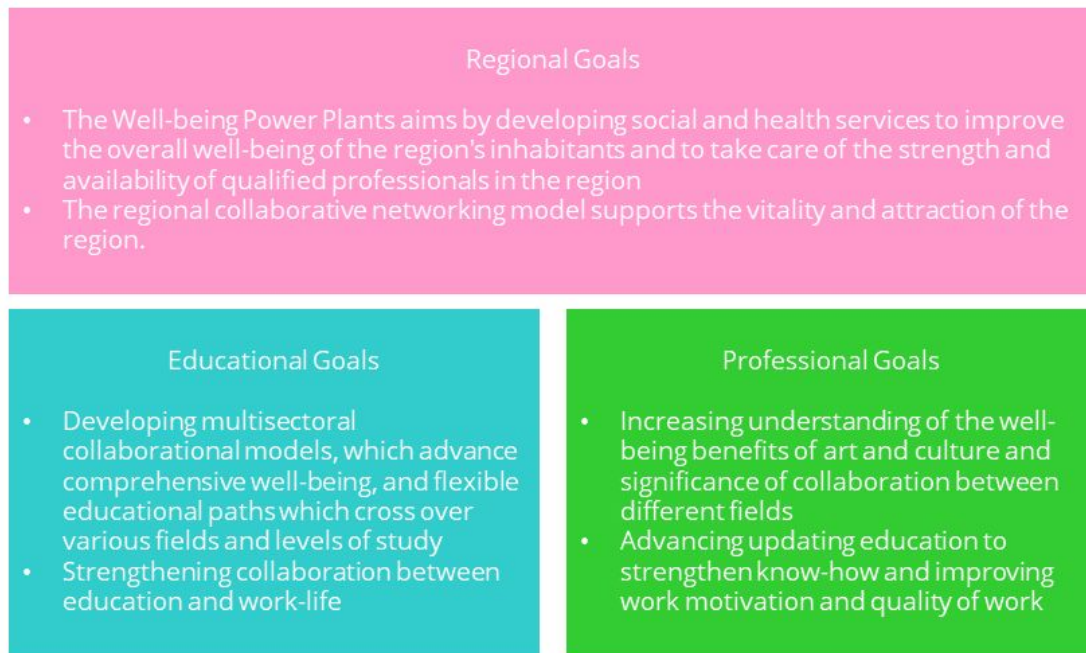 Regional Goals
• The Well-being Power Plants aims by developing social and health services to improve
the overall well-being of the region's inhabitants and to take care of the strength and
availability of qualified professionals in the region
• The regional collaborative networking model supports the vitality and attraction of the
region.
Educational Goals
• Developing multisectoral
collaborational models, which advance
comprehensive well-being, and flexible
educational paths which cross over
various fields and levels of study
• Strengthening collaboration between
education and work-life
Professional Goals
• Increasing understanding of the well-
being benefits of art and culture and
significance of collaboration between
different fields
• Advancing updating education to
strengthen know-how and improving
work motivation and quality of work